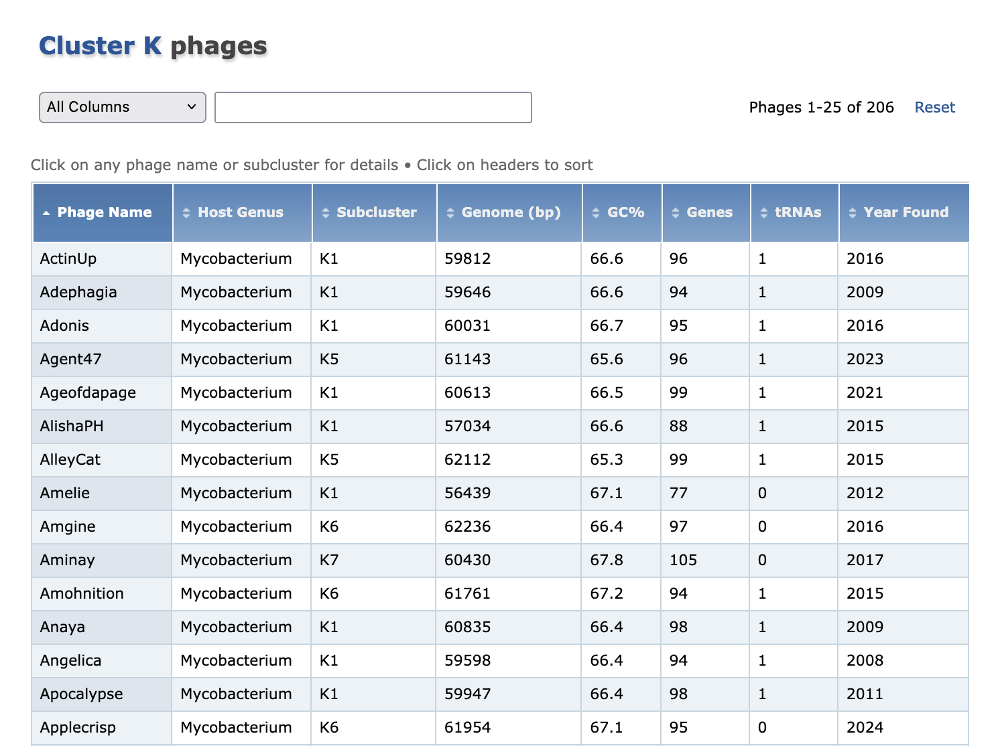 Cluster K phages
All Columns
Phages 1-25 of 206 Reset
Click on any phage name or subcluster for details • Click on headers to sort
Phage Name Host Genus Subcluster Genome (bp) GC% Genes tRNAs Year Found
ActinUp Mycobacterium K1 59812 66.6 96 1 2016
Adephagia Mycobacterium K1 59646 66.6 94 1 2009
Adonis Mycobacterium K1 60031 66.7 95 1 2016
Agent47 Mycobacterium K5 61143 65.6 96 1 2023
Ageofdapage Mycobacterium K1 60613 66.5 99 1 2021
AlishaPH Mycobacterium K1 57034 66.6 88 1 2015
AlleyCat Mycobacterium K5 62112 65.3 99 1 2015
Amelie Mycobacterium K1 56439 67.1 77 0 2012
Amgine Mycobacterium K6 62236 66.4 97 0 2016
Aminay Mycobacterium K7 60430 67.8 105 0 2017
Amohnition Mycobacterium K6 61761 67.2 94 1 2015
Anaya Mycobacterium K1 60835 66.4 98 1 2009
Angelica Mycobacterium K1 59598 66.4 94 1 2008
Apocalypse Mycobacterium K1 59947 66.4 98 1 2011
Applecrisp Mycobacterium K6 61954 67.1 95 0 2024